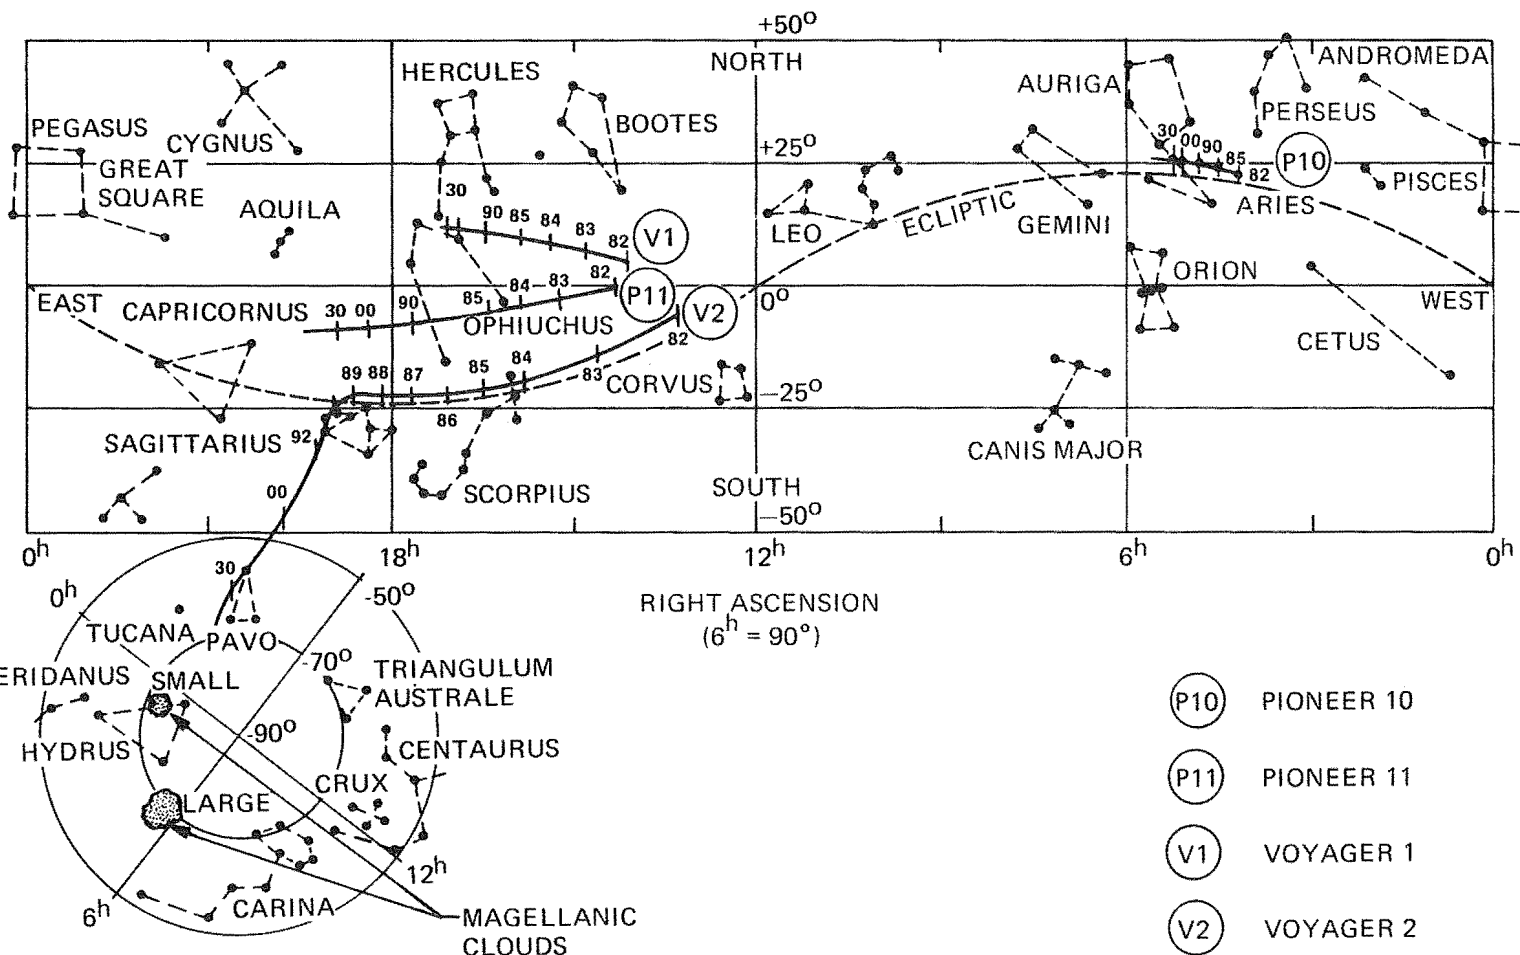 +50°
NORTH
HERCULES
ANDROMEDA
AURIGA
PERSEUS
BOOTES
PEGASUS
CYGNUS
GREAT
SQUARE
+25°
30
00
90
85
82
P10
PISCES
ARIES
AQUILA
30
90
85
84
83
82
V1
LEO
ECLIPTIC
GEMINI
ORION
EAST
CAPRICORNUS
30
00
90
85
84
83
82
P11
OPHIUCHUS
V2
0°
WEST
CETUS
82
83
84
85
86
87
88
89
92
00
30
CORVUS
-25°
SAGITTARIUS
SCORPIUS
CANIS MAJOR
SOUTH
-50°
0h
18h
12h
6h
0h
RIGHT ASCENSION
(6h = 90°)
0h
-50°
TUCANA
PAVO
-70°
TRIANGULUM
AUSTRALE
ERIDANUS
SMALL
-90°
HYDRUS
CENTAURUS
CRUX
LARGE
12h
6h
CARINA
MAGELLANIC
CLOUDS
P10 PIONEER 10
P11 PIONEER 11
V1 VOYAGER 1
V2 VOYAGER 2